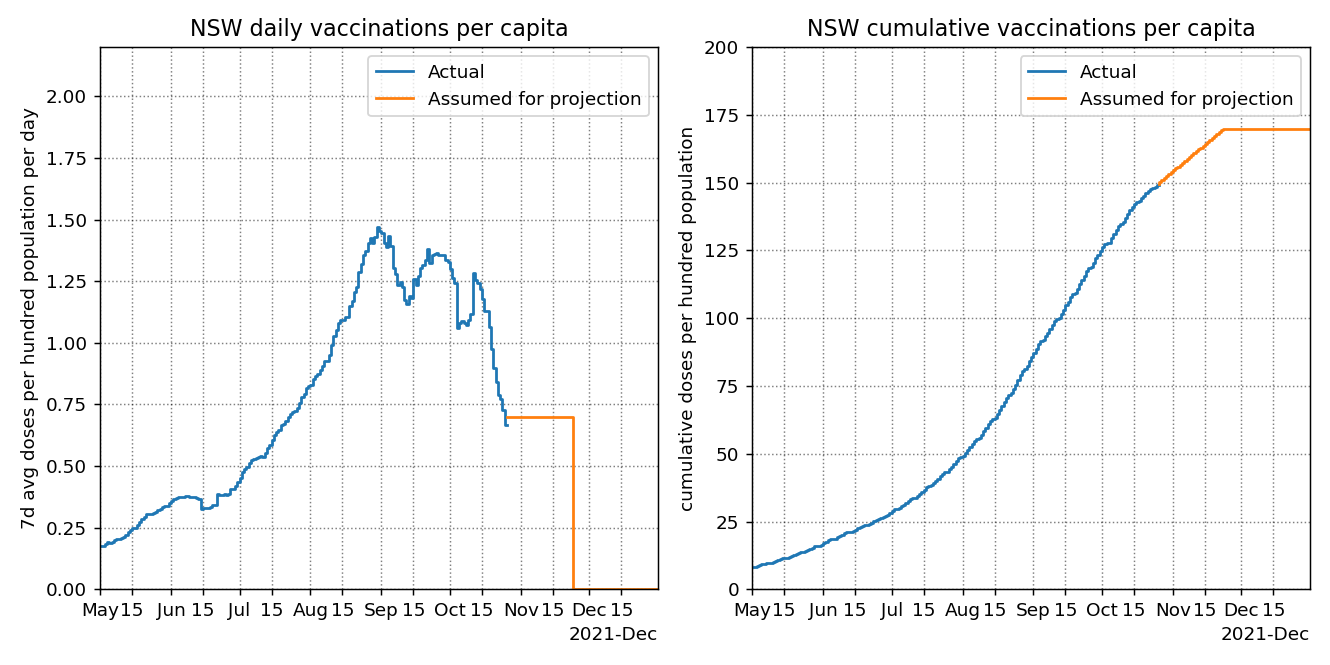 NSW daily vaccinations per capita
7d avg doses per hundred population per day
2.00
1.75
1.50
1.25
1.00
0.75
0.50
0.25
0.00
Actual
Assumed for projection
May 15 Jun 15 Jul 15 Aug 15 Sep 15 Oct 15 Nov 15 Dec 15
2021-Dec
NSW cumulative vaccinations per capita
cumulative doses per hundred population
200
175
150
125
100
75
50
25
0
Actual
Assumed for projection
May 15 Jun 15 Jul 15 Aug 15 Sep 15 Oct 15 Nov 15 Dec 15
2021-Dec